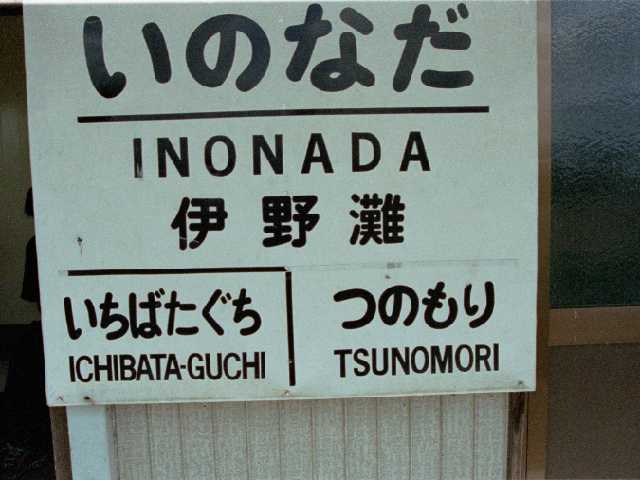 いのなだ
INONADA
伊野灘
いちばたぐち つのもり
ICHIBATA-GUCHI TSUNOMORI